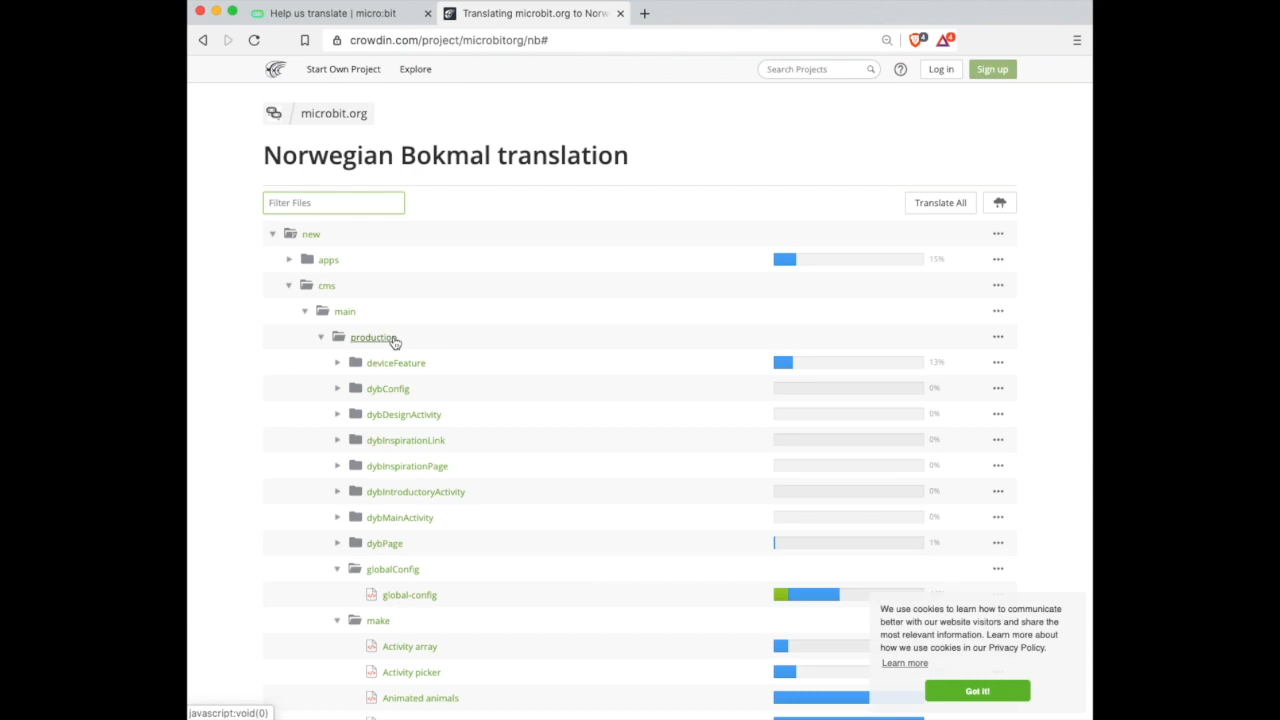 Help us translate | micro:bit
Translating microbit.org to Norw
crowdin.com/project/microbitorg/nb#
4
4
Start Own Project
Explore
Search Projects
Log in
Sign up
microbit.org
Norwegian Bokmal translation
Filter Files
Translate All
new
apps
15%
cms
main
production
deviceFeature
13%
dybConfig
0%
dybDesignActivity
0%
dybInspirationLink
0%
dybInspirationPage
0%
dybIntroductoryActivity
0%
dybMainActivity
0%
dybPage
1%
globalConfig
global-config
make
Activity array
Activity picker
Animated animals
We use cookies to learn how to communicate
better with our website visitors and share the
most relevant information. Learn more about
how we use cookies in our Privacy Policy.
Learn more
Got it!
javascript:void(0)